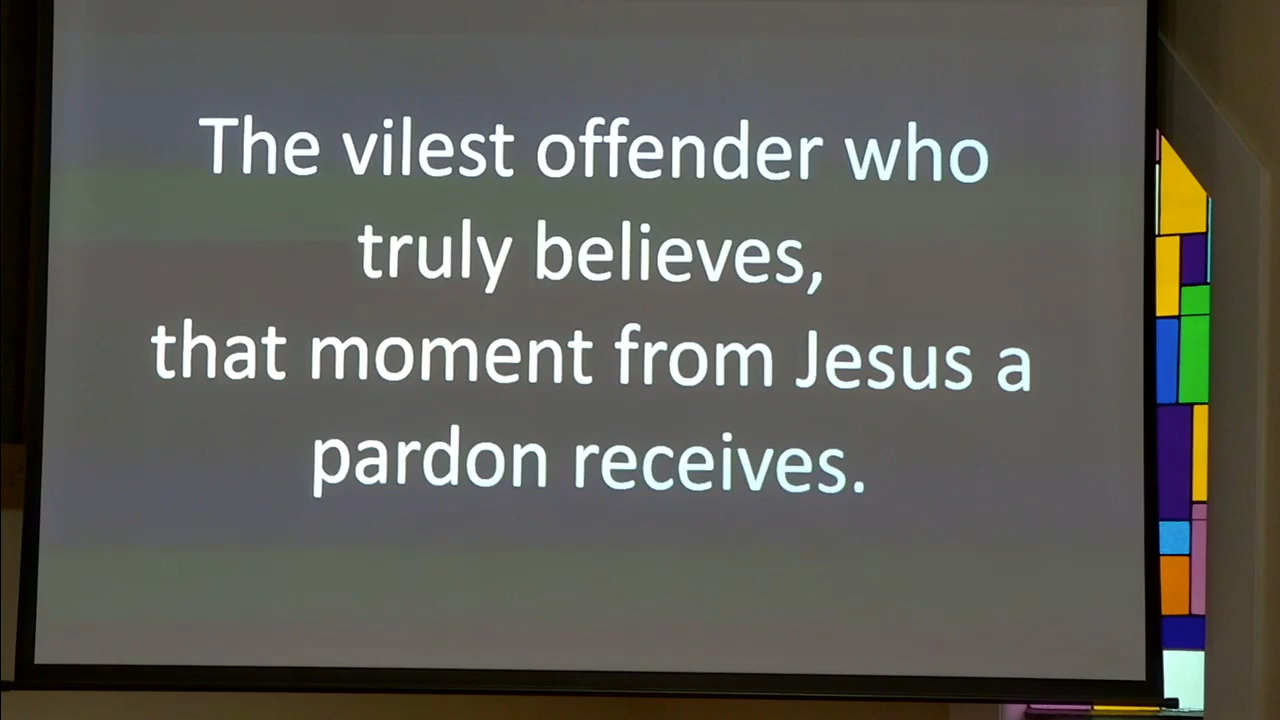 The vilest offender who
truly believes,
that moment from Jesus a
pardon receives.